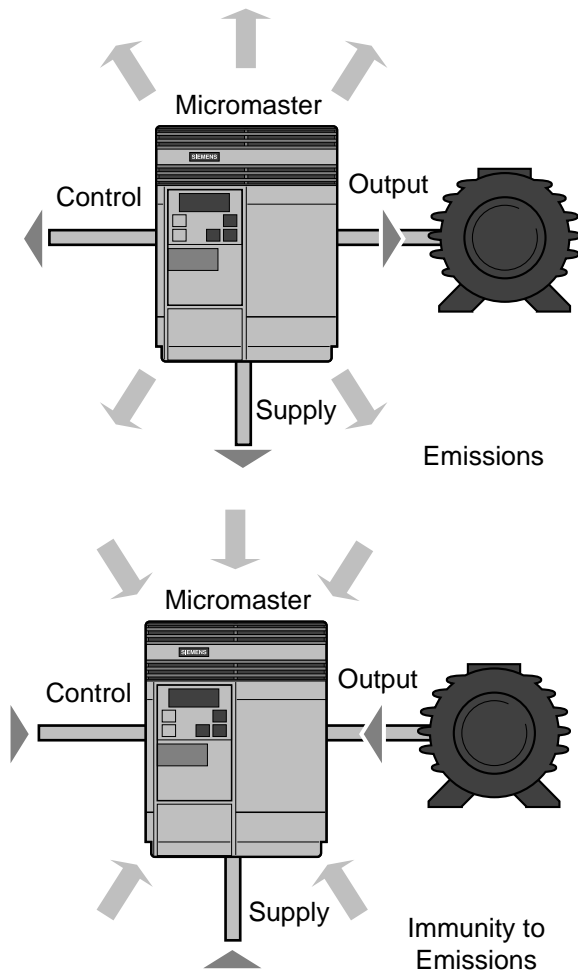 Micromaster
SIEMENS
Control
Output
Supply
Emissions
Micromaster
SIEMENS
Control
Output
Supply
Immunity to
Emissions